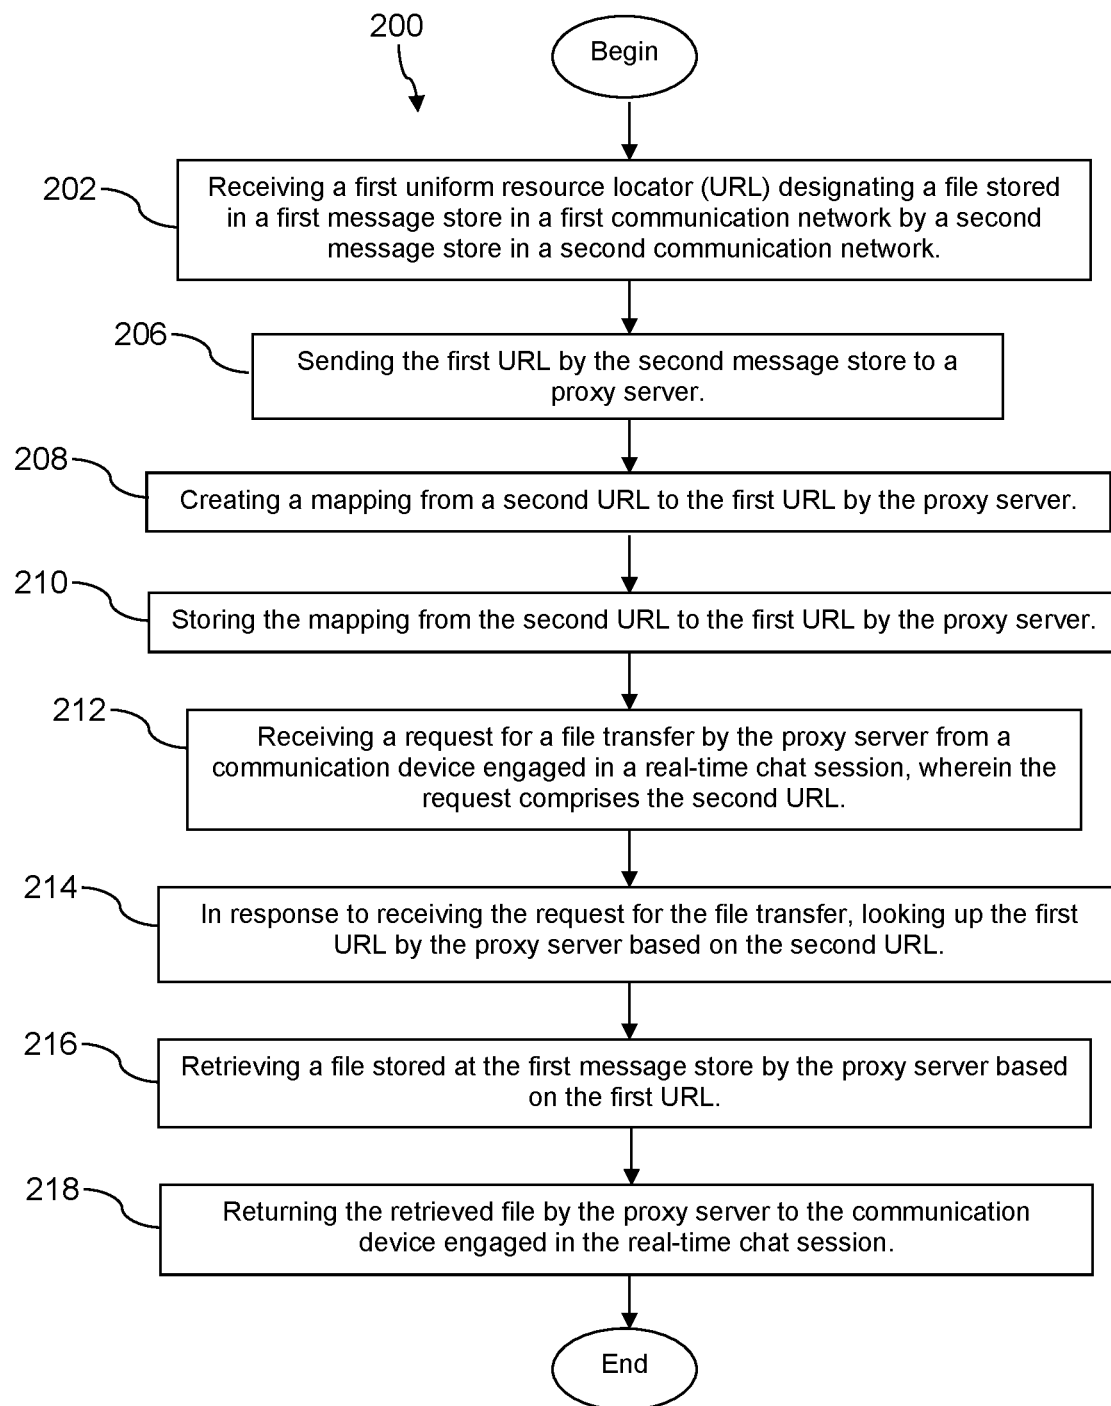 200
Begin
202
Receiving a first uniform resource locator (URL) designating a file stored
in a first message store in a first communication network by a second
message store in a second communication network.
206
Sending the first URL by the second message store to a
proxy server.
208
Creating a mapping from a second URL to the first URL by the proxy server.
210
Storing the mapping from the second URL to the first URL by the proxy server.
212
Receiving a request for a file transfer by the proxy server from a
communication device engaged in a real-time chat session, wherein the
request comprises the second URL.
214
In response to receiving the request for the file transfer, looking up the first
URL by the proxy server based on the second URL.
216
Retrieving a file stored at the first message store by the proxy server based
on the first URL.
218
Returning the retrieved file by the proxy server to the communication
device engaged in the real-time chat session.
End